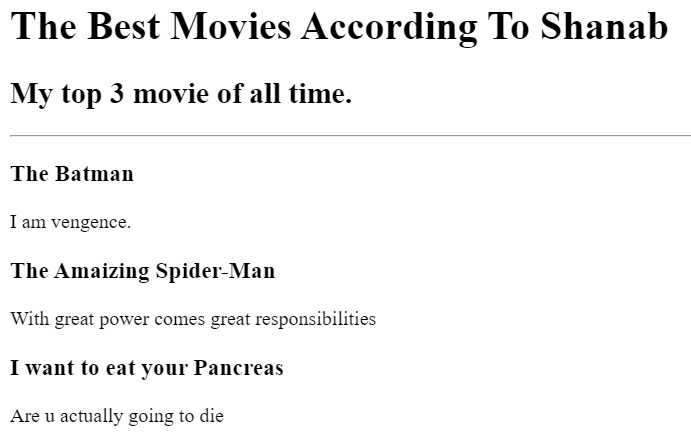 The Best Movies According To Shanab
My top 3 movie of all time.
The Batman
I am vengence.
The Amaizing Spider-Man
With great power comes great responsibilities
I want to eat your Pancreas
Are u actually going to die